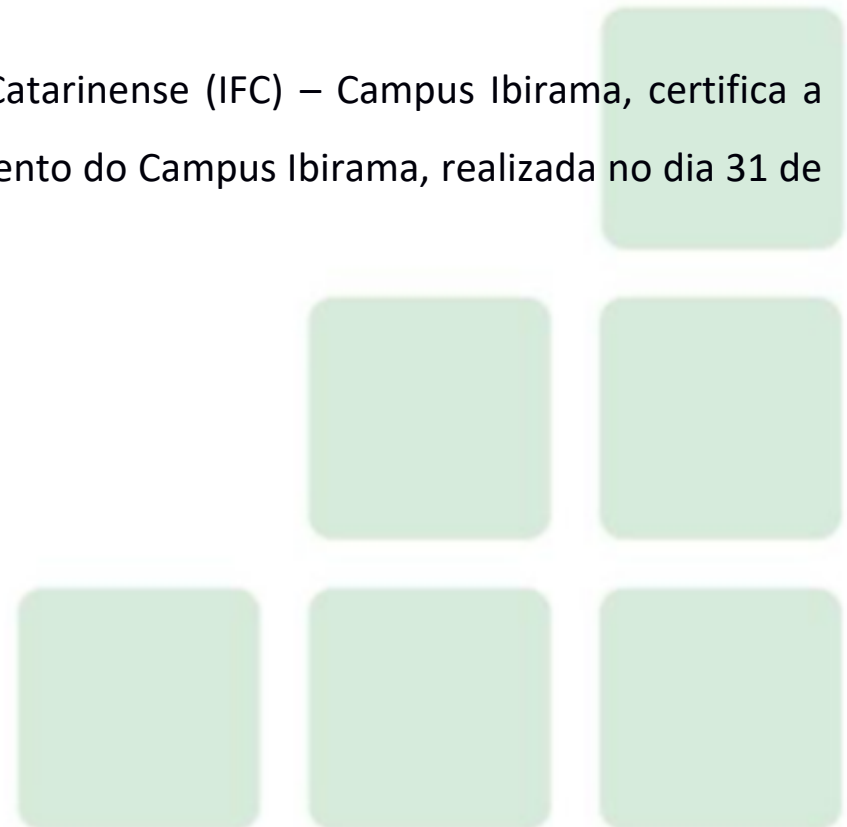 Catarinense (IFC) – Campus Ibirama, certifica a
ento do Campus Ibirama, realizada no dia 31 de